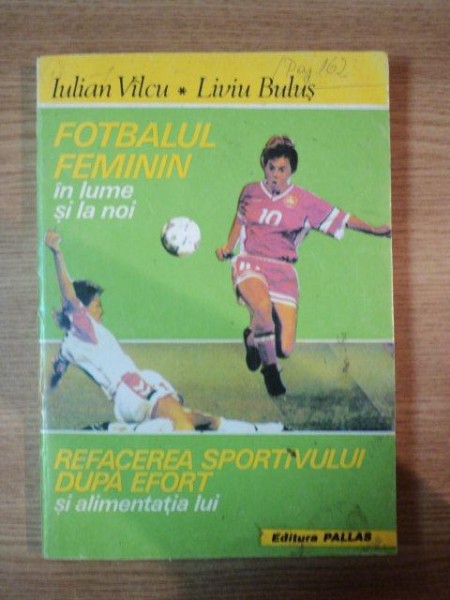 Pag 162
Iulian Vîlcu * Liviu Buluș
FOTBALUL
FEMININ
în lume
și la noi
10
REFACEREA SPORTIVULUI
DUPĂ EFORT
și alimentația lui
Editura PALLAS